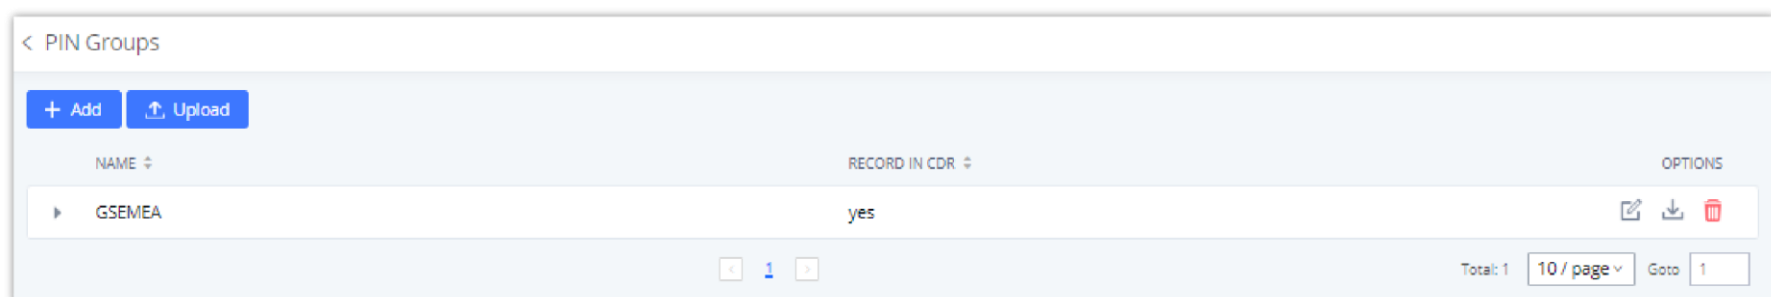 PIN Groups
+ Add Upload
NAME RECORD IN CDR OPTIONS
GSEMEA yes
< 1 > Total: 1 10 / page Goto 1